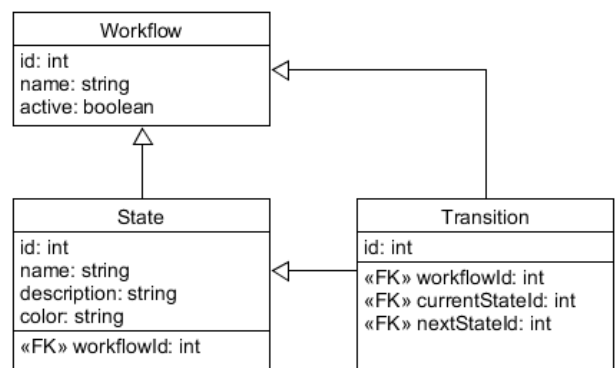 Workflow
id: int
name: string
active: boolean
State
id: int
name: string
description: string
color: string
«FK» workflowId: int
Transition
id: int
«FK» workflowId: int
«FK» currentStateId: int
«FK» nextStateId: int